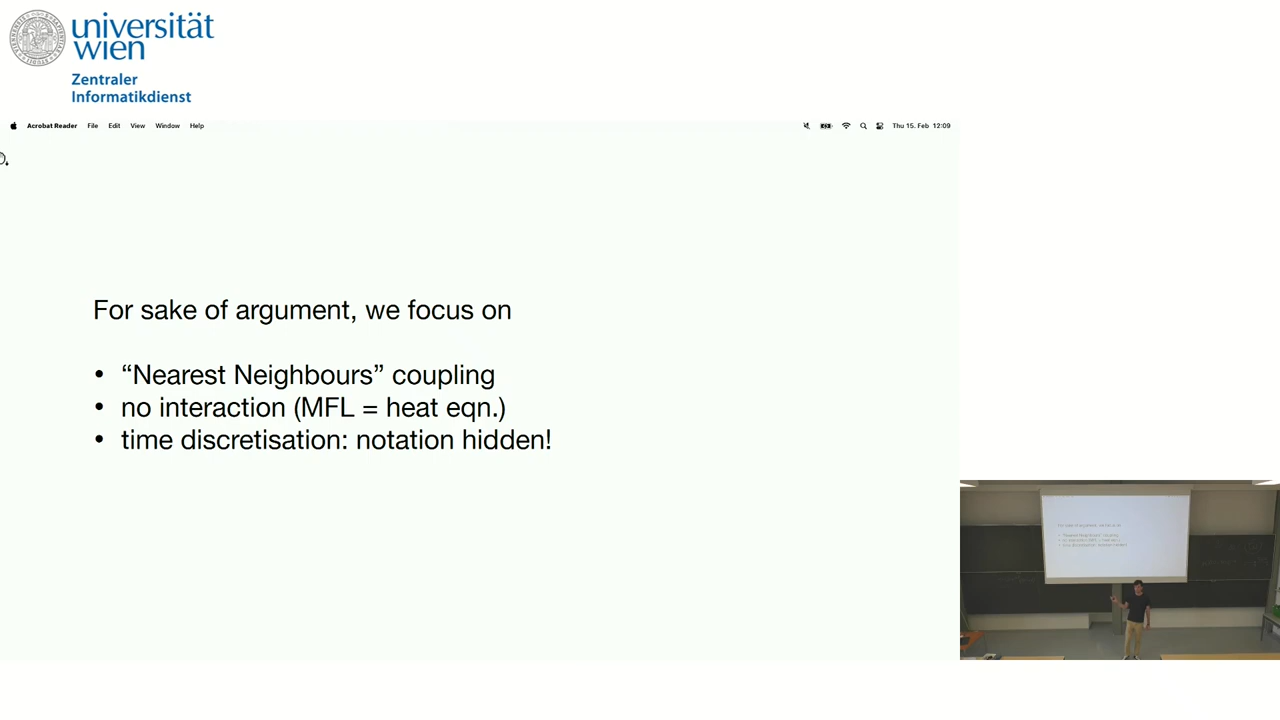 universität
wien
Zentraler
Informatikdienst
Acrobat Reader File Edit View Window Help
Thu 15. Feb 12:09
For sake of argument, we focus on
• “Nearest Neighbours” coupling
• no interaction (MFL = heat eqn.)
• time discretisation: notation hidden!